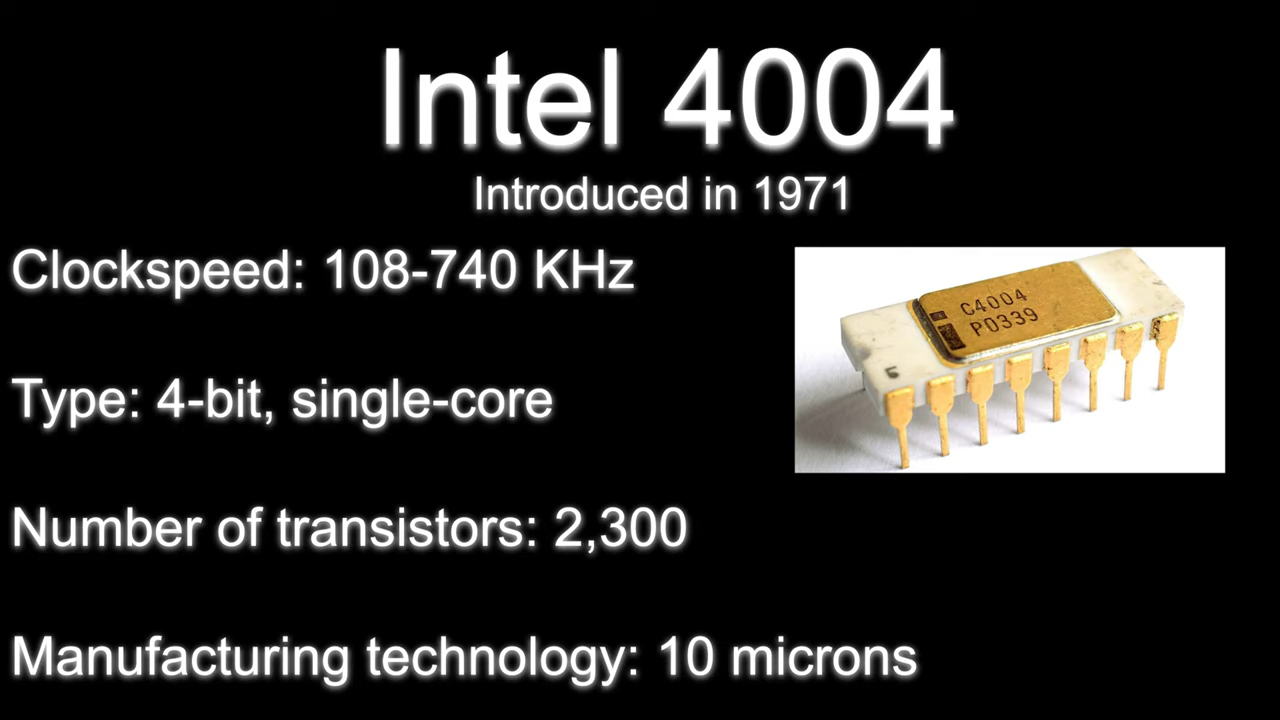 Intel 4004
Introduced in 1971
Clockspeed: 108-740 KHz
C4004
P0339
Type: 4-bit, single-core
Number of transistors: 2,300
Manufacturing technology: 10 microns